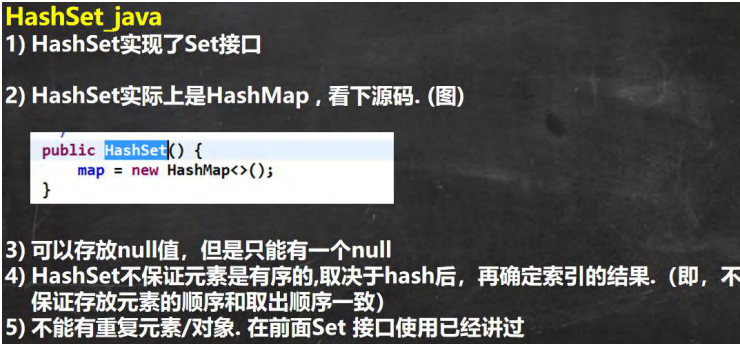 HashSet_java
1) HashSet实现了Set接口
2) HashSet实际上是HashMap , 看下源码. (图)
public HashSet() {
map = new HashMap<>();
}
3) 可以存放null值，但是只能有一个null
4) HashSet不保证元素是有序的,取决于hash后，再确定索引的结果.（即，不
保证存放元素的顺序和取出顺序一致）
5) 不能有重复元素/对象. 在前面Set 接口使用已经讲过